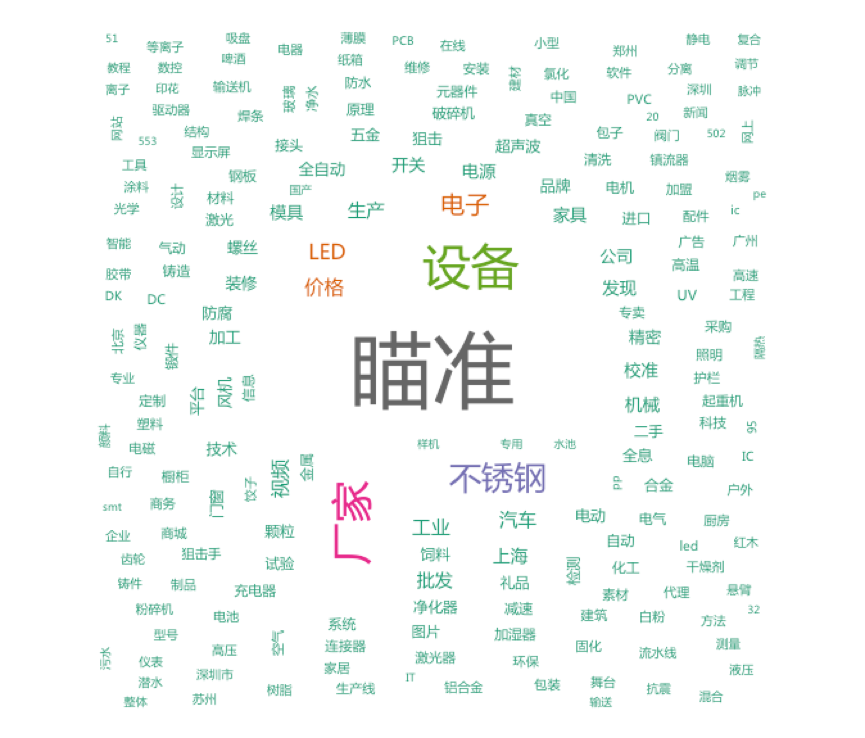 51
等离子
吸盘
电器
薄膜
PCB
在线
小型
郑州
静电
复合
教程
数控
啤酒
纸箱
维修
安装
建材
氯化
软件
分离
调节
离子
印花
输送机
玻璃
净水
防水
元器件
中国
PVC
深圳
脉冲
驱动器
焊条
原理
破碎机
真空
20
新闻
网站
553
结构
接头
五金
狙击
超声波
包子
阀门
502
网上
工具
显示屏
钢板
全自动
开关
电源
清洗
镇流器
烟雾
涂料
设计
材料
国产
品牌
电机
加盟
pe
光学
激光
模具
生产
电子
家具
进口
配件
ic
智能
气动
螺丝
LED
设备
公司
广告
广州
胶带
铸造
装修
价格
发现
高温
高速
DK
DC
防腐
UV
工程
专卖
北京
仪器
锻件
加工
瞄准
精密
采购
照明
隔热
专业
平台
风机
信息
校准
护栏
定制
机械
起重机
塑料
二手
科技
95
电磁
技术
样机
专用
水池
全息
电脑
IC
自行
橱柜
饺子
视频
金属
不锈钢
pp
合金
户外
smt
商务
门窗
厂家
工业
汽车
电动
电气
厨房
企业
商城
颗粒
自动
led
红木
齿轮
狙击手
试验
饲料
上海
检测
化工
干燥剂
铸件
制品
充电器
批发
礼品
素材
代理
悬臂
粉碎机
电池
净化器
减速
建筑
白粉
方法
32
型号
系统
图片
加湿器
污水
高压
空气
连接器
固化
流水线
测量
仪表
深圳市
家居
激光器
环保
液压
潜水
树脂
生产线
IT
铝合金
包装
舞台
抗震
混合
整体
苏州
输送